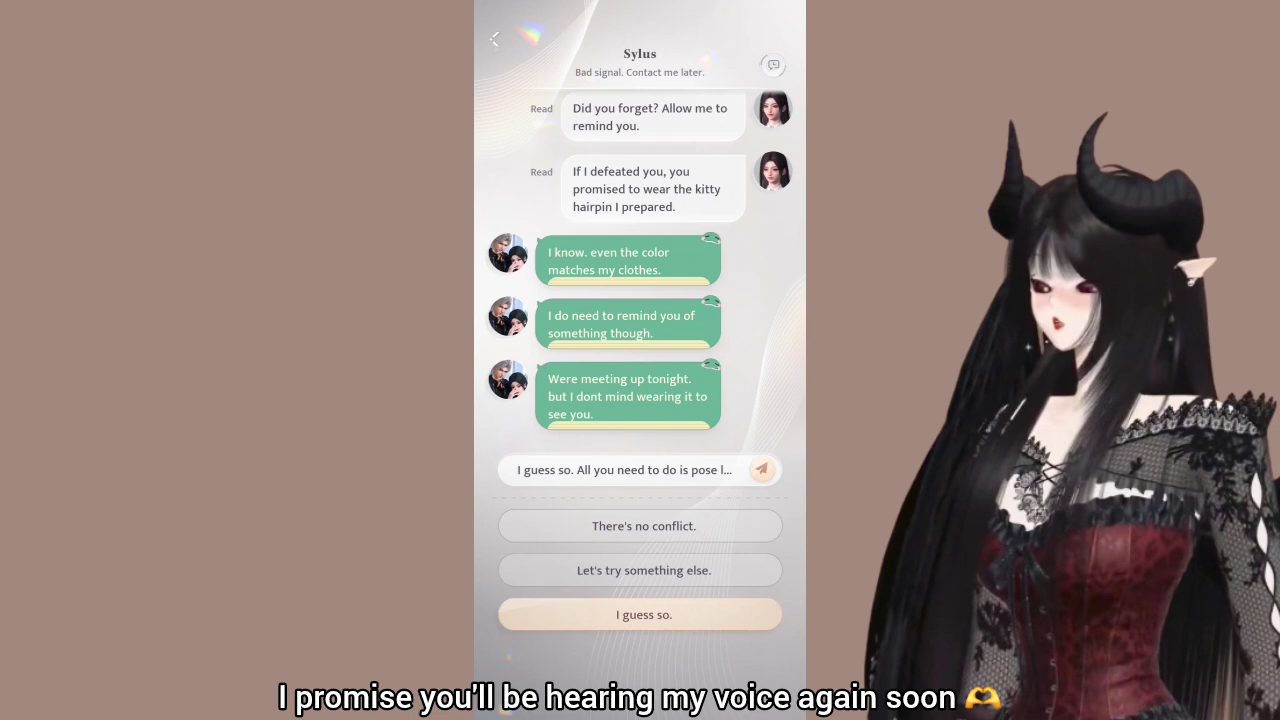 Sylus
Bad signal. Contact me later.
Read
Did you forget? Allow me to
remind you.
Read
If I defeated you, you
promised to wear the kitty
hairpin I prepared.
I know. even the color
matches my clothes.
I do need to remind you of
something though.
Were meeting up tonight.
but I dont mind wearing it to
see you.
I guess so. All you need to do is pose l...
There's no conflict.
Let's try something else.
I guess so.
I promise you'll be hearing my voice again soon 🫶